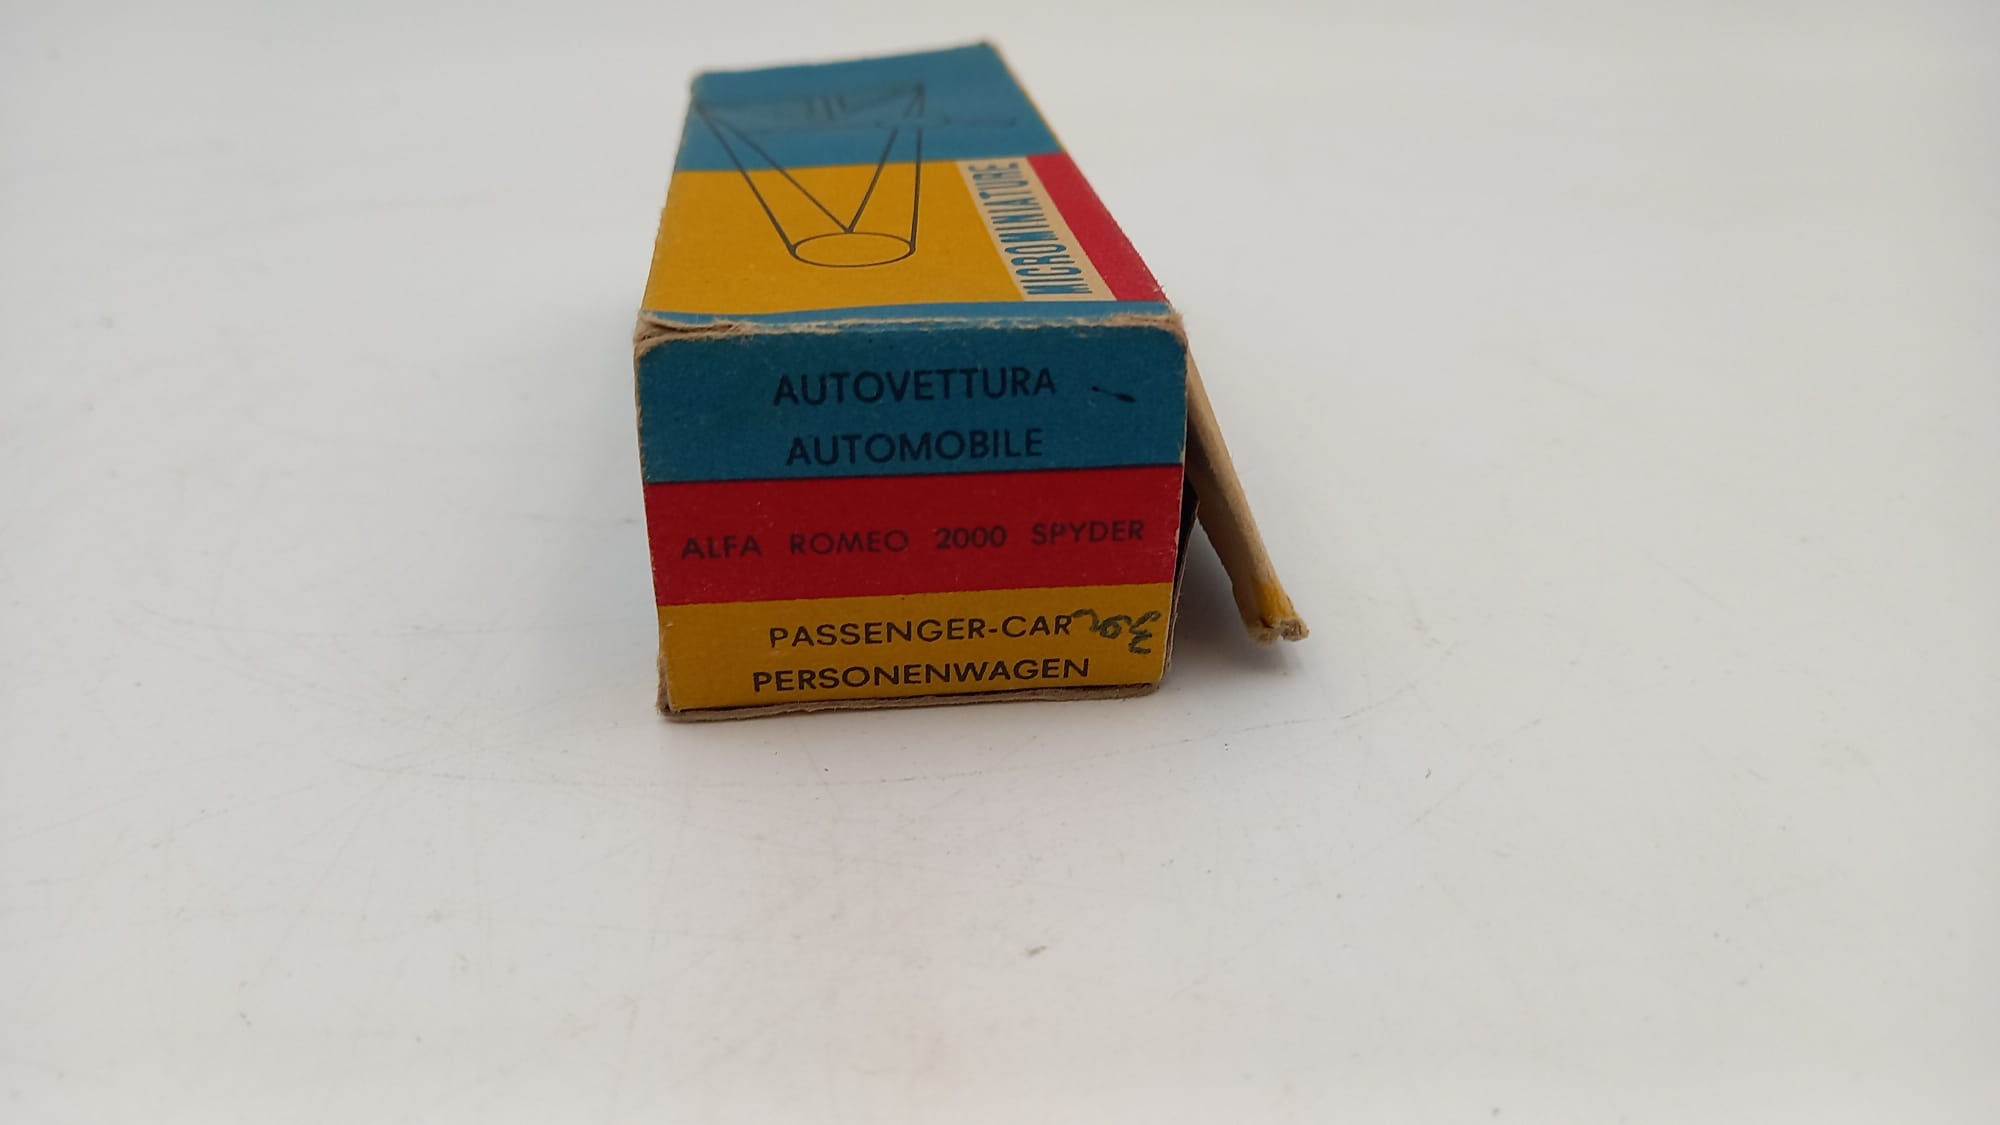 MICROMINIATURE
AUTOVETTURA
AUTOMOBILE
ALFA ROMEO 2000 SPYDER
PASSENGER-CAR
PERSONENWAGEN